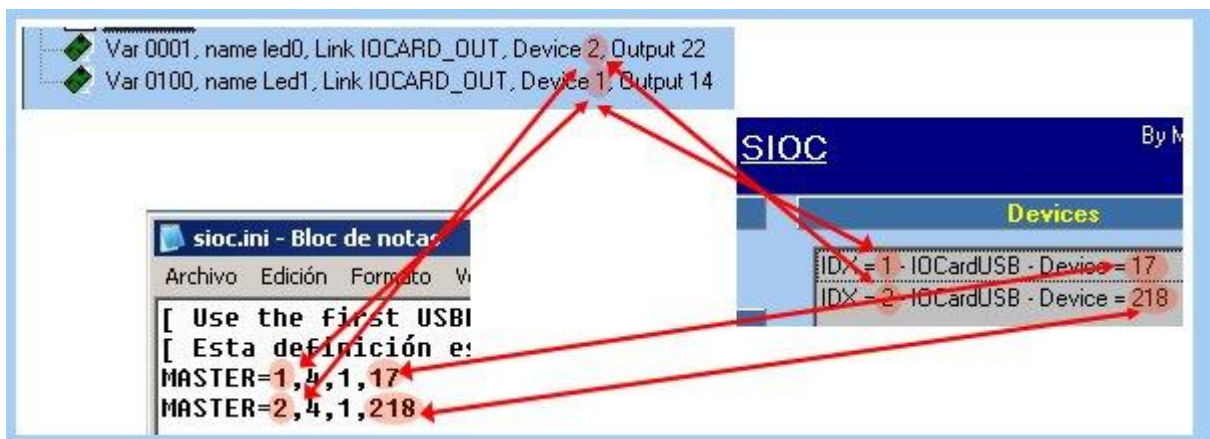 Var 0001, name led0, Link IOCARD_OUT, Device 2, Output 22
Var 0100, name Led1, Link IOCARD_OUT, Device 1, Output 14
SIOC
By M
Devices
IDX = 1 - IOCardUSB - Device = 17
IDX = 2 - IOCardUSB - Device = 218
sioc.ini - Bloc de notas
Archivo Edición Formato V
[ Use the first USB
[ Esta definición es
MASTER=1,4,1,17
MASTER=2,4,1,218